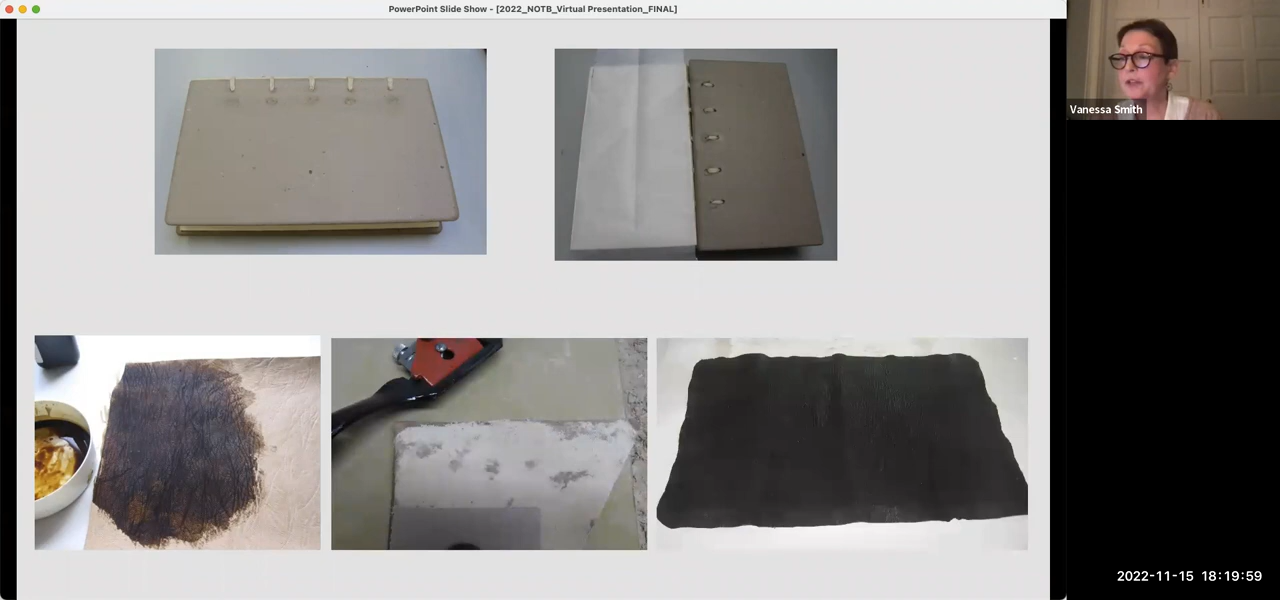 PowerPoint Slide Show - [2022_NOTB_Virtual Presentation_FINAL]
Vanessa Smith
2022-11-15 18:19:59